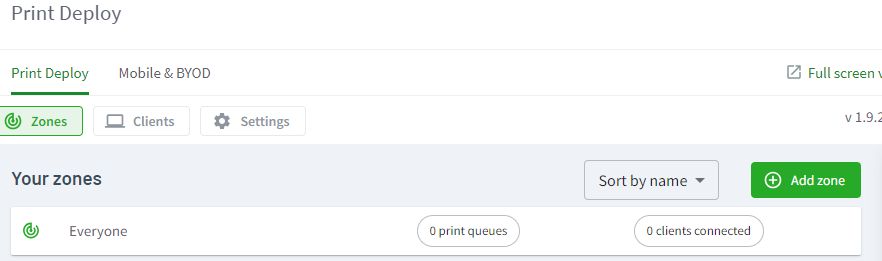 Print Deploy
Print Deploy Mobile & BYOD Full screen
Zones Clients Settings v 1.9.2
Your zones Sort by name Add zone
Everyone 0 print queues 0 clients connected